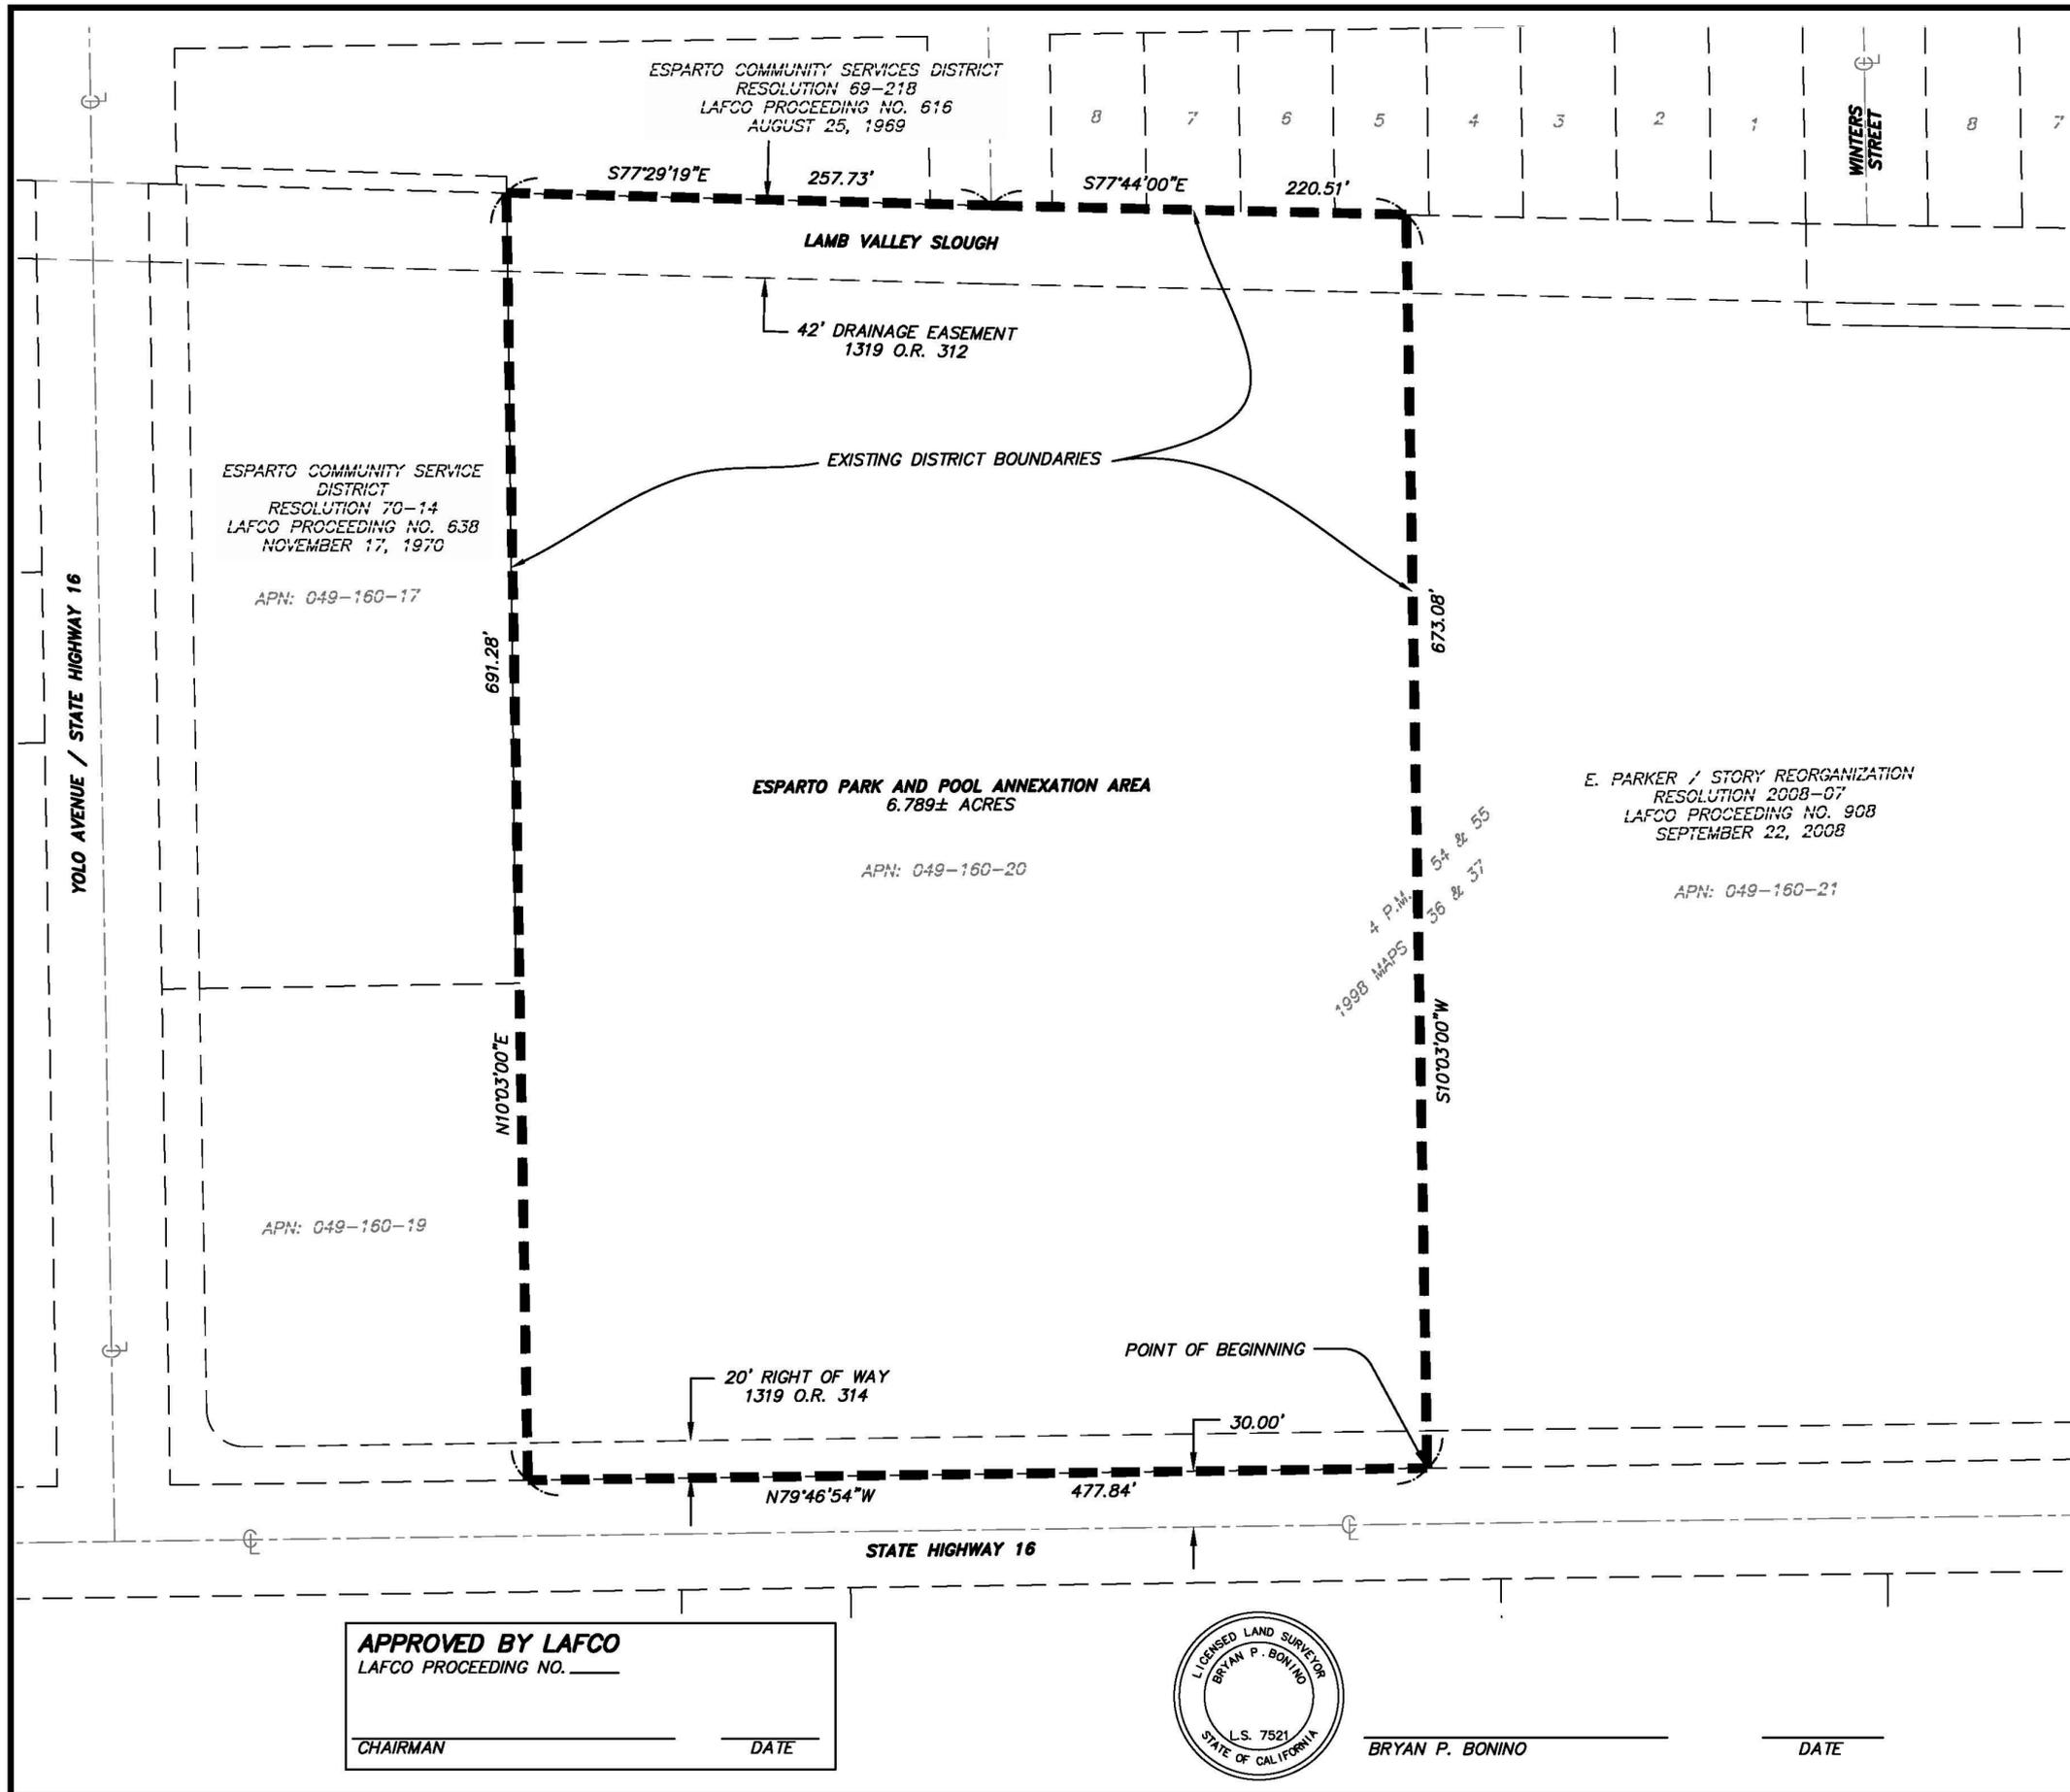 ESPARTO COMMUNITY SERVICES DISTRICT
RESOLUTION 69-218
LAFCO PROCEEDING NO. 616
AUGUST 25, 1969
8
7
6
5
4
3
2
1
WINTERS
STREET
8
7
S77°29'19"E
257.73'
S77°44'00"E
220.51'
LAMB VALLEY SLOUGH
42' DRAINAGE EASEMENT
1319 O.R. 312
EXISTING DISTRICT BOUNDARIES
ESPARTO COMMUNITY SERVICE
DISTRICT
RESOLUTION 70-14
LAFCO PROCEEDING NO. 638
NOVEMBER 17, 1970
APN: 049-160-17
YOLO AVENUE / STATE HIGHWAY 16
691.28'
673.08'
ESPARTO PARK AND POOL ANNEXATION AREA
6.789± ACRES
APN: 049-160-20
4 P.M. 54 & 55
1998 MAPS 36 & 37
E. PARKER / STORY REORGANIZATION
RESOLUTION 2008-07
LAFCO PROCEEDING NO. 908
SEPTEMBER 22, 2008
APN: 049-160-21
N10°03'00"E
S10°03'00"W
APN: 049-160-19
POINT OF BEGINNING
20' RIGHT OF WAY
1319 O.R. 314
30.00'
N79°46'54"W
477.84'
STATE HIGHWAY 16
APPROVED BY LAFCO
LAFCO PROCEEDING NO.
CHAIRMAN
DATE
LICENSED LAND SURVEYOR
BRYAN P. BONINO
L.S. 7521
STATE OF CALIFORNIA
BRYAN P. BONINO
DATE